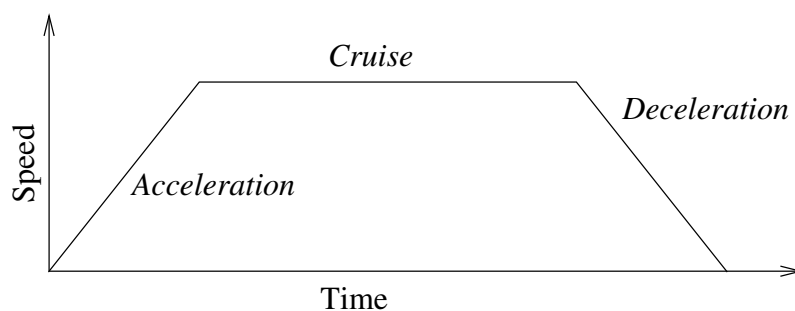 Cruise
Deceleration
Speed
Acceleration
Time